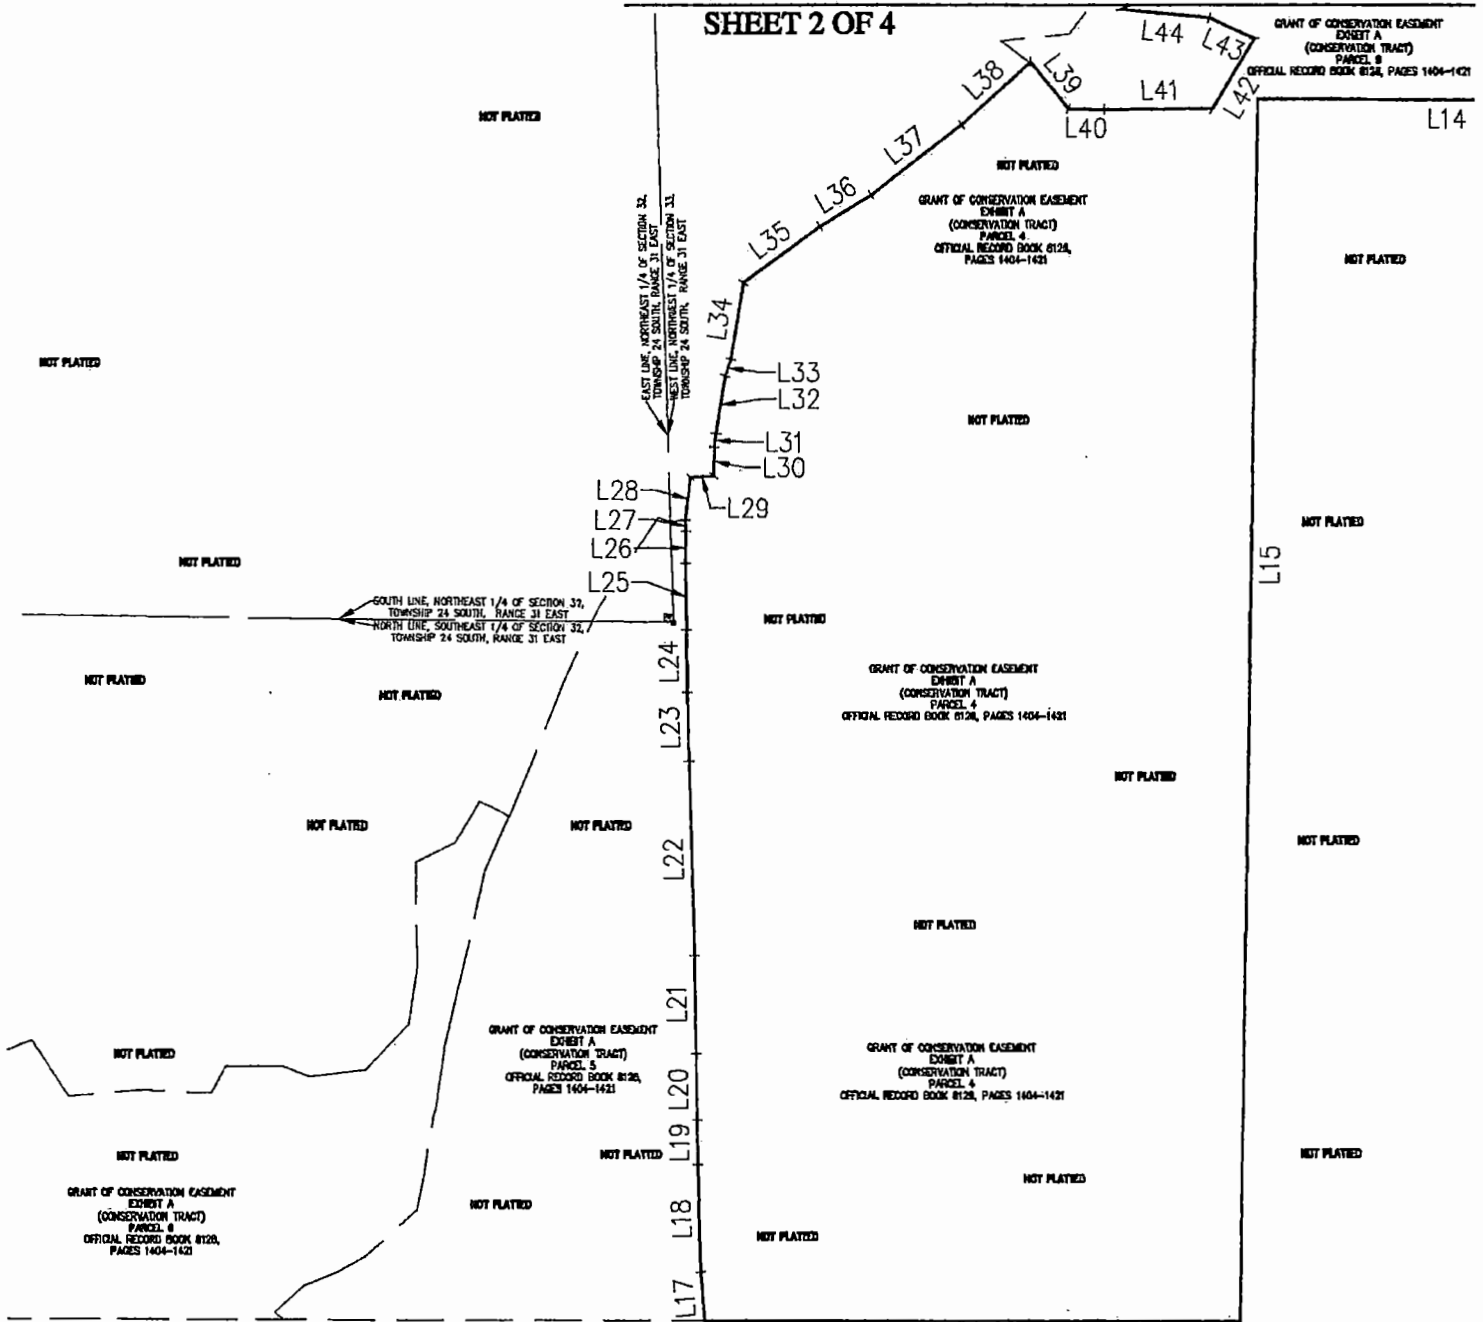 SHEET 2 OF 4
GRANT OF CONSERVATION EASEMENT
EXHIBIT A
(CONSERVATION TRACT)
PARCEL
OFFICIAL RECORD BOOK 6128, PAGES 1404-1421
L44
L43
L42
L41
L40
L39
L38
L37
L36
L35
L34
L33
L32
L31
L30
L29
L28
L27
L26
L25
L14
NOT PLATTED
NOT PLATTED
GRANT OF CONSERVATION EASEMENT
EXHIBIT A
(CONSERVATION TRACT)
PARCEL 4
OFFICIAL RECORD BOOK 6128,
PAGES 1404-1421
NOT PLATTED
EAST LINE, NORTHEAST 1/4 OF SECTION 32,
TOWNSHIP 24 SOUTH, RANGE 31 EAST
WEST LINE, NORTHWEST 1/4 OF SECTION 33,
TOWNSHIP 24 SOUTH, RANGE 31 EAST
NOT PLATTED
NOT PLATTED
NOT PLATTED
NOT PLATTED
L15
SOUTH LINE, NORTHEAST 1/4 OF SECTION 32,
TOWNSHIP 24 SOUTH, RANGE 31 EAST
NORTH LINE, SOUTHEAST 1/4 OF SECTION 32,
TOWNSHIP 24 SOUTH, RANGE 31 EAST
NOT PLATTED
NOT PLATTED
NOT PLATTED
L24
L23
GRANT OF CONSERVATION EASEMENT
EXHIBIT A
(CONSERVATION TRACT)
PARCEL 4
OFFICIAL RECORD BOOK 6128, PAGES 1404-1421
NOT PLATTED
NOT PLATTED
NOT PLATTED
NOT PLATTED
L22
NOT PLATTED
L21
NOT PLATTED
GRANT OF CONSERVATION EASEMENT
EXHIBIT A
(CONSERVATION TRACT)
PARCEL 5
OFFICIAL RECORD BOOK 6128,
PAGES 1404-1421
GRANT OF CONSERVATION EASEMENT
EXHIBIT A
(CONSERVATION TRACT)
PARCEL 4
OFFICIAL RECORD BOOK 6128, PAGES 1404-1421
L20
L19
NOT PLATTED
NOT PLATTED
NOT PLATTED
NOT PLATTED
GRANT OF CONSERVATION EASEMENT
EXHIBIT A
(CONSERVATION TRACT)
PARCEL
OFFICIAL RECORD BOOK 6128,
PAGES 1404-1421
NOT PLATTED
L18
NOT PLATTED
L17